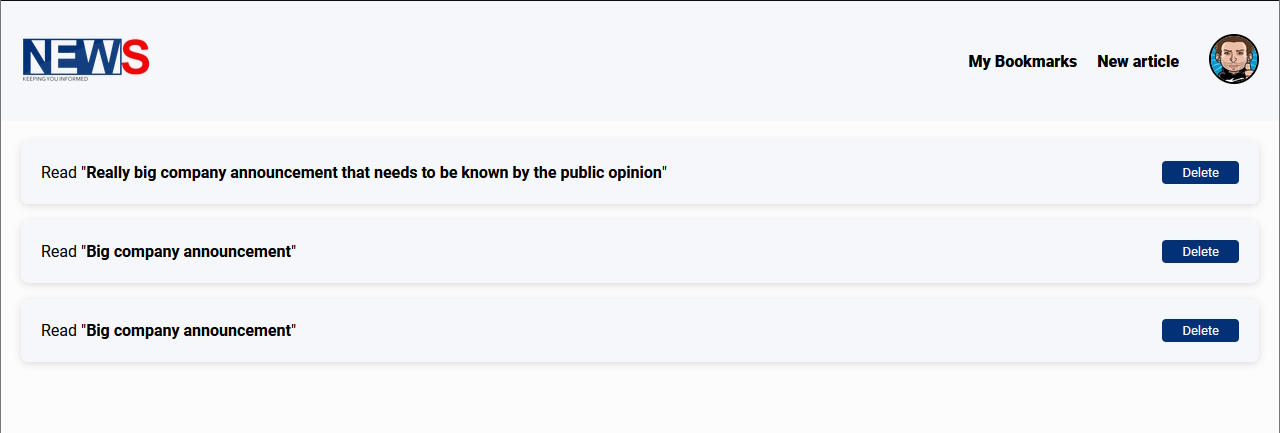 NEWS
KEEPING YOU INFORMED
My Bookmarks
New article
Read "Really big company announcement that needs to be known by the public opinion"
Delete
Read "Big company announcement"
Delete
Read "Big company announcement"
Delete